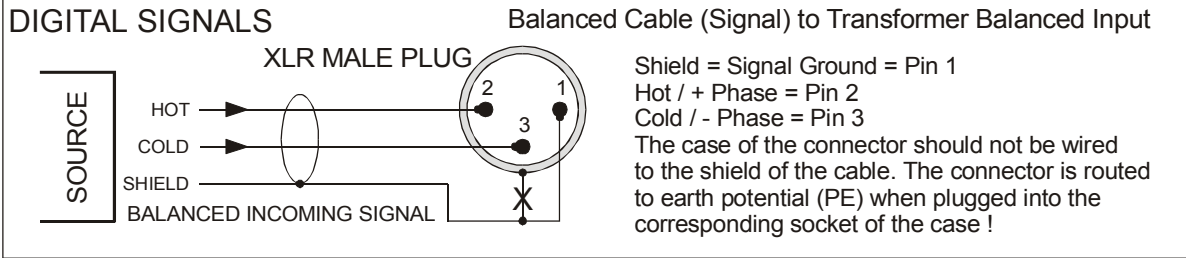 DIGITAL SIGNALS
Balanced Cable (Signal) to Transformer Balanced Input
XLR MALE PLUG
SOURCE
HOT
COLD
SHIELD
BALANCED INCOMING SIGNAL
2
1
3
X
Shield = Signal Ground = Pin 1
Hot / + Phase = Pin 2
Cold / - Phase = Pin 3
The case of the connector should not be wired
to the shield of the cable. The connector is routed
to earth potential (PE) when plugged into the
corresponding socket of the case !